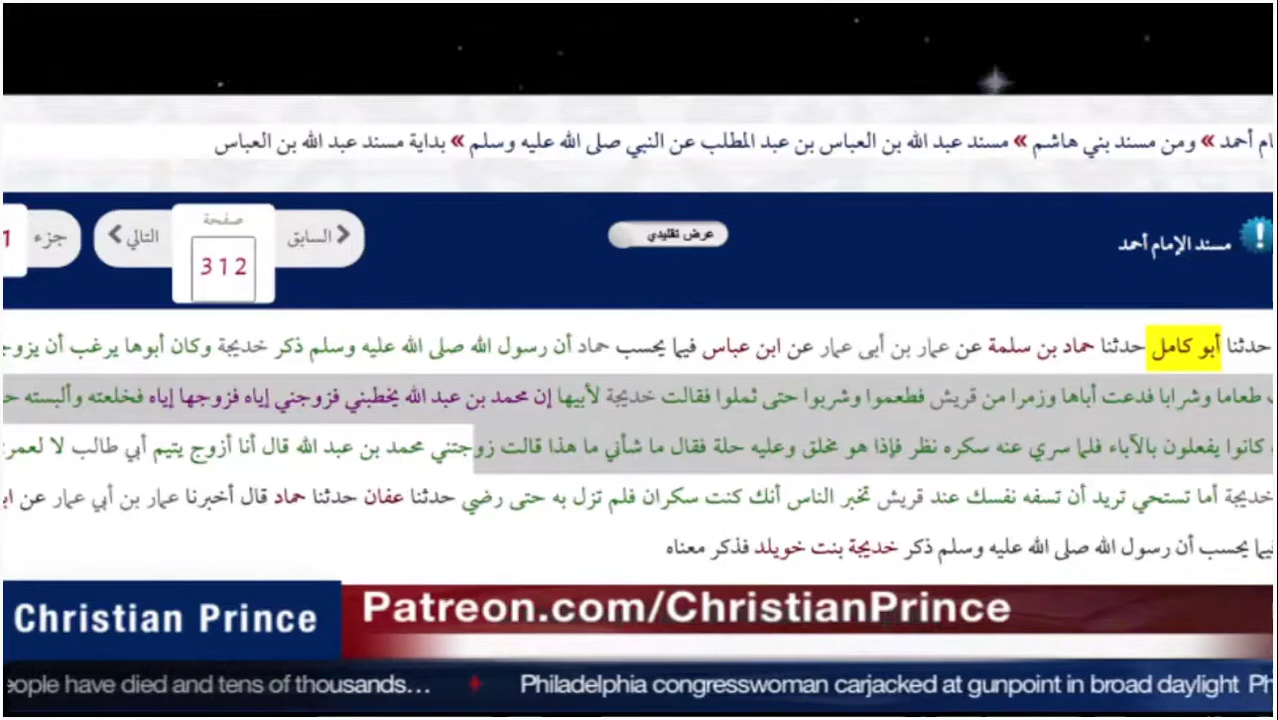 ام أحمد » ومن مسند بني هاشم » مسند عبد الله بن العباس بن عبد المطلب عن النبي صلى الله عليه وسلم » بداية مسند عبد الله بن العباس
مسند الإمام أحمد
عرض تقليدي
السابق
صفحة
312
التالي
جزء
1
حدثنا أبو كامل حدثنا حماد بن سلمة عن عمار بن أبى عمار عن ابن عباس فيما يحسب حماد أن رسول الله صلى الله عليه وسلم ذكر خديجة وكان أبوها يرغب أن يزوج
طعاما وشرابا فدعت أباها وزمرا من قريش فطعموا وشربوا حتى ثملوا فقالت خديجة لأبيها إن محمد بن عبد الله يخطبني فزوجني إياه فزوجها إياه فخلعته وألبسته ح
كانوا يفعلون بالآباء فلما سري عنه سكره نظر فإذا هو مخلق وعليه حلة فقال ما شأني ما هذا قالت زوجتني محمد بن عبد الله قال أنا أزوج يتيم أبي طالب لا لعمر
خديجة أما تستحي تريد أن تسفه نفسك عند قريش تخبر الناس أنك كنت سكران فلم تزل به حتى رضي حدثنا عفان حدثنا حماد قال أخبرنا عمار بن أبي عمار عن اب
فيما يحسب أن رسول الله صلى الله عليه وسلم ذكر خديجة بنت خويلد فذكر معناه
Christian Prince
Patreon.com/ChristianPrince
eople have died and tens of thousands... Philadelphia congresswoman carjacked at gunpoint in broad daylight Ph